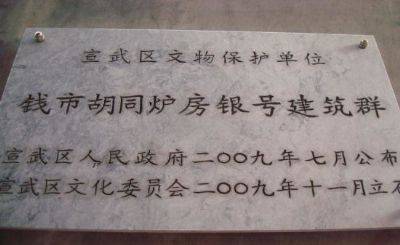 宣武区文物保护单位
钱市胡同炉房银号建筑群
宣武区人民政府二〇〇九年七月公布
宣武区文化委员会二〇〇九年十一月立石